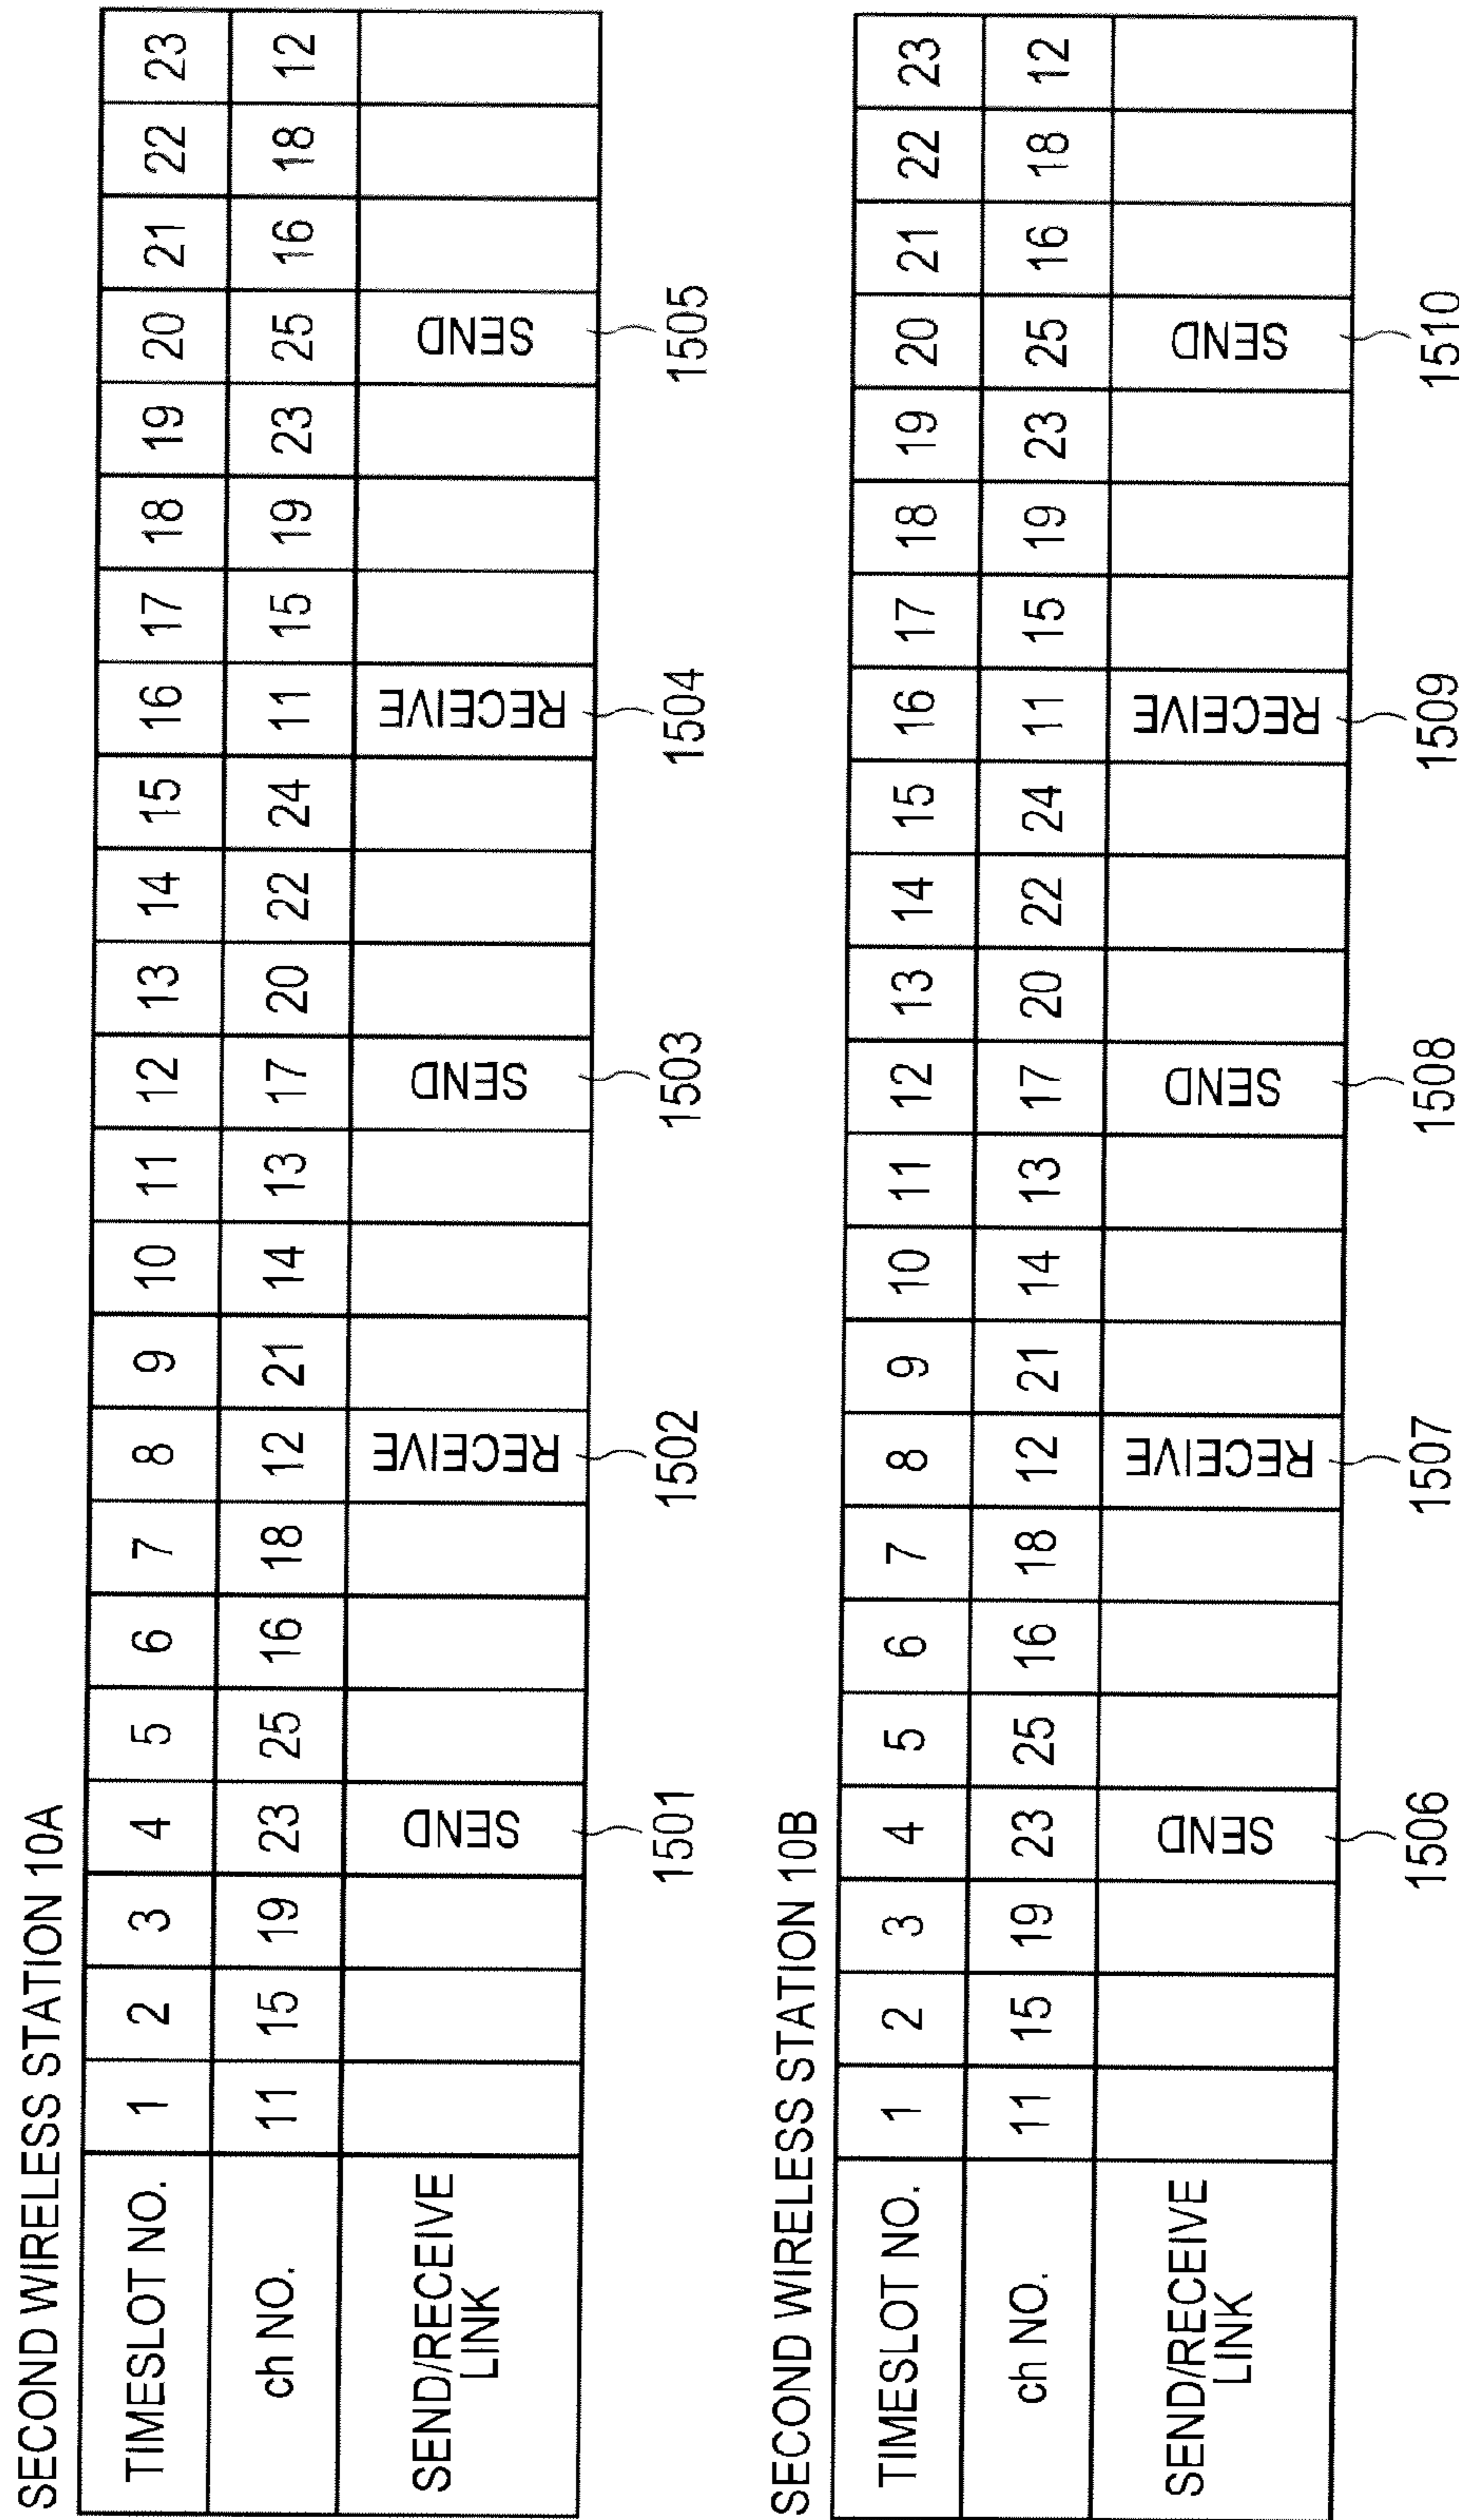 SECOND WIRELESS STATION 10A
TIMESLOT NO. 1 2 3 4 5 6 7 8 9 10 11 12 13 14 15 16 17 18 19 20 21 22 23
ch NO. 11 15 19 23 25 16 18 12 21 14 13 17 20 22 24 11 15 19 23 25 16 18 12
SEND/RECEIVE
LINK
SEND RECEIVE SEND RECEIVE SEND
1501 1502 1503 1504 1505
SECOND WIRELESS STATION 10B
TIMESLOT NO. 1 2 3 4 5 6 7 8 9 10 11 12 13 14 15 16 17 18 19 20 21 22 23
ch NO. 11 15 19 23 25 16 18 12 21 14 13 17 20 22 24 11 15 19 23 25 16 18 12
SEND/RECEIVE
LINK
SEND RECEIVE SEND RECEIVE SEND
1506 1507 1508 1509 1510